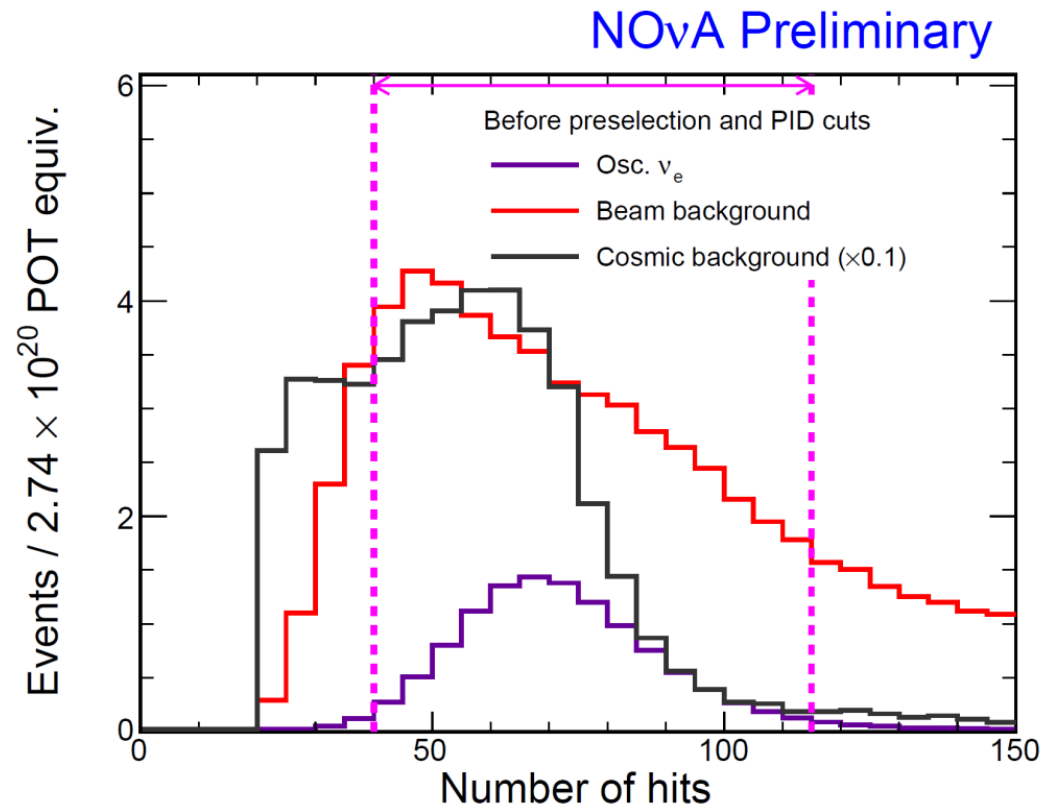 NOνA Preliminary
Before preselection and PID cuts
Osc. νₑ
Beam background
Cosmic background (×0.1)
Events / 2.74 × 10²⁰ POT equiv.
6
4
2
0
0 50 100 150
Number of hits